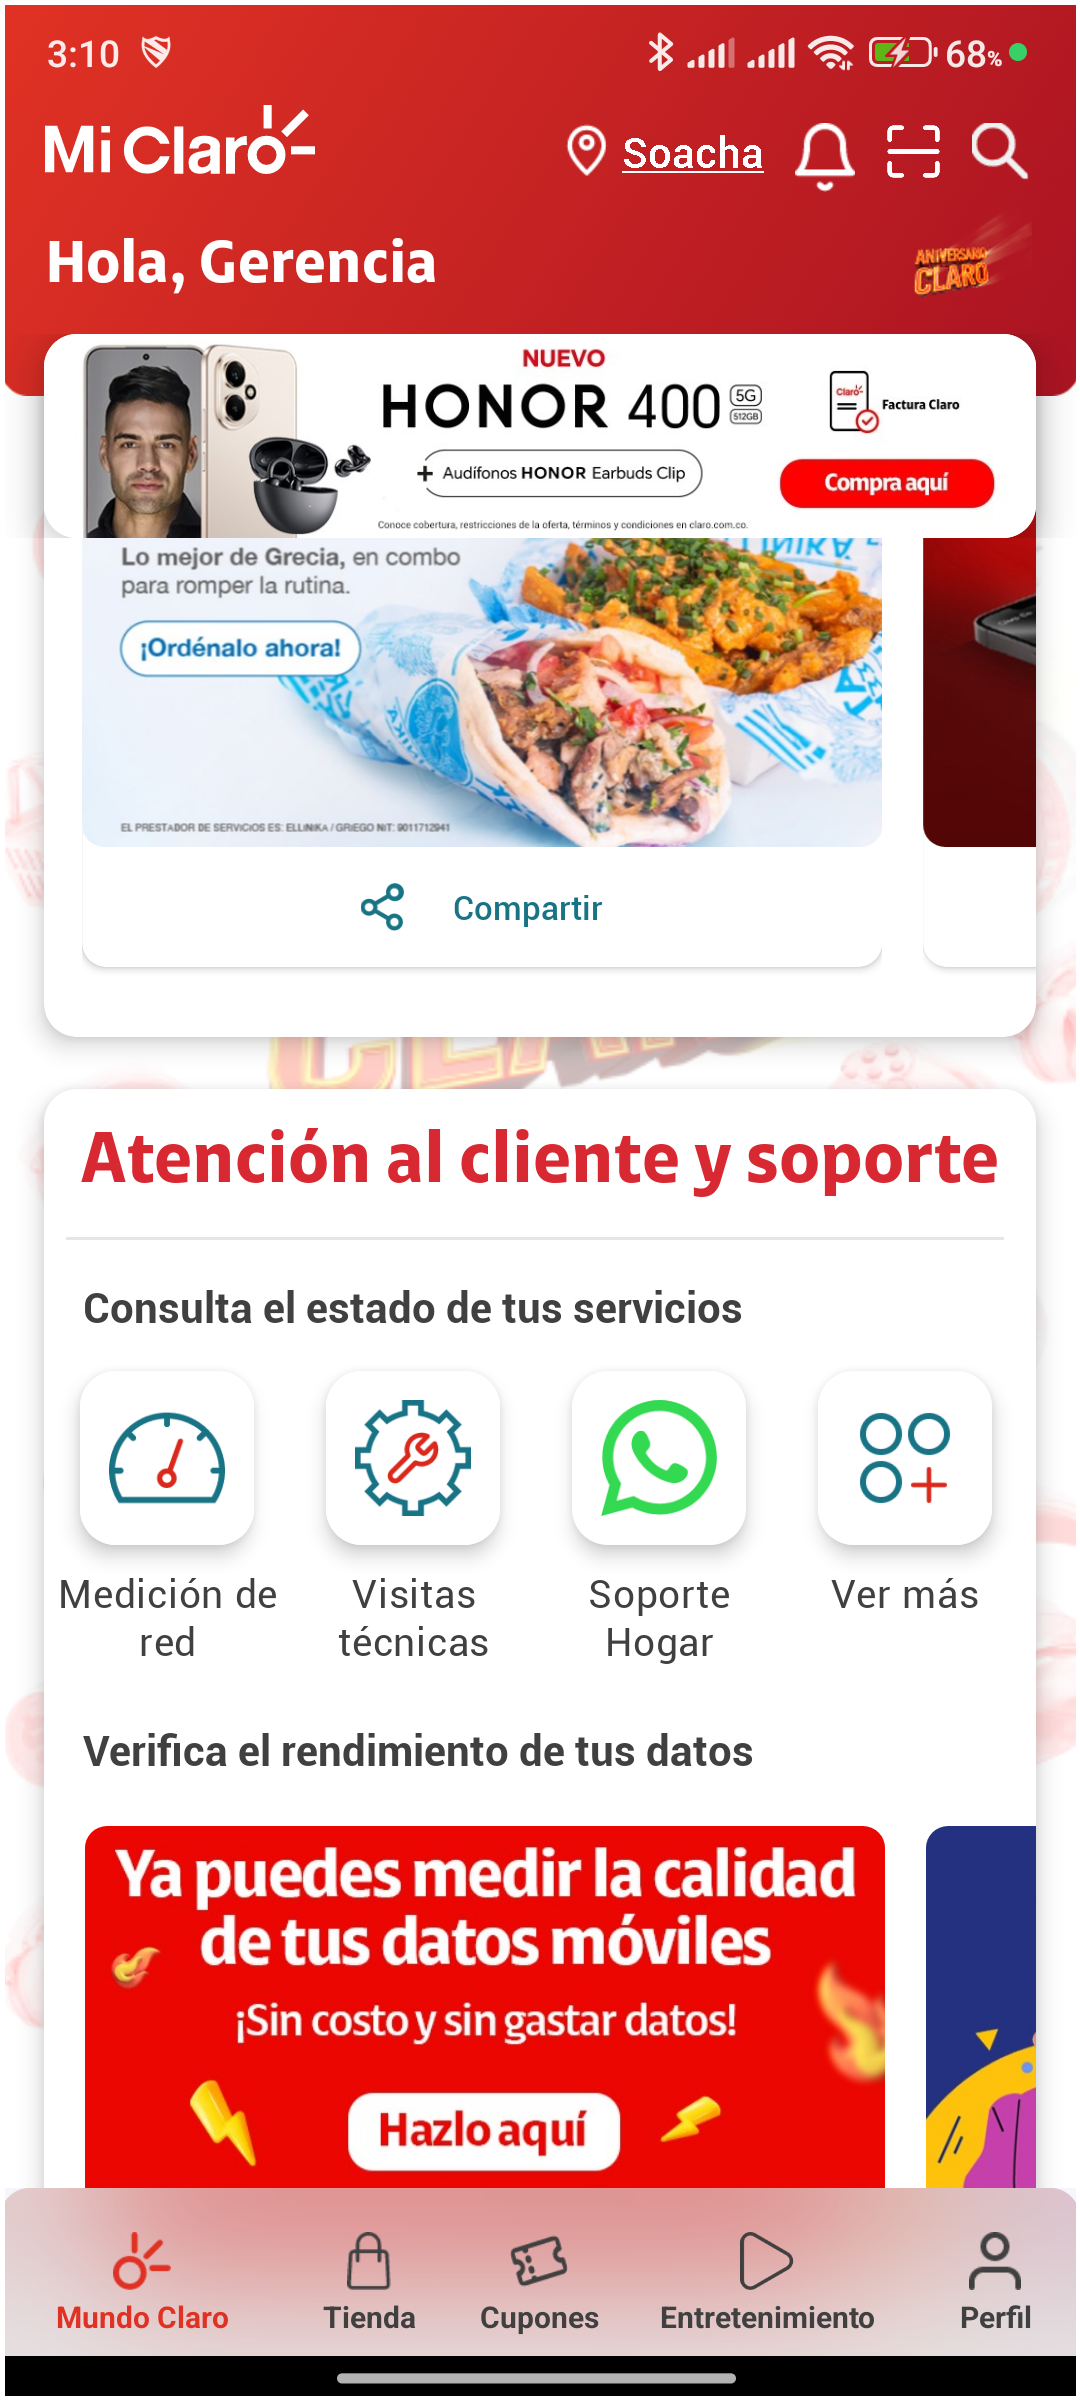 3:10
68%
Mi Claro
Soacha
Hola, Gerencia
ANIVERSARIO
CLARO
NUEVO
HONOR 400 5G
512GB
+ Audífonos HONOR Earbuds Clip
Conoce cobertura, restricciones de la oferta, términos y condiciones en claro.com.co.
Claro
Factura Claro
Compra aquí
Lo mejor de Grecia, en combo
para romper la rutina.
¡Ordénalo ahora!
EL PRESTADOR DE SERVICIOS ES: ELLINIKA / GRIEGO NIT: 9011712941
Compartir
Atención al cliente y soporte
Consulta el estado de tus servicios
Medición de
red
Visitas
técnicas
Soporte
Hogar
Ver más
Verifica el rendimiento de tus datos
Ya puedes medir la calidad
de tus datos móviles
¡Sin costo y sin gastar datos!
Hazlo aquí
Mundo Claro
Tienda
Cupones
Entretenimiento
Perfil